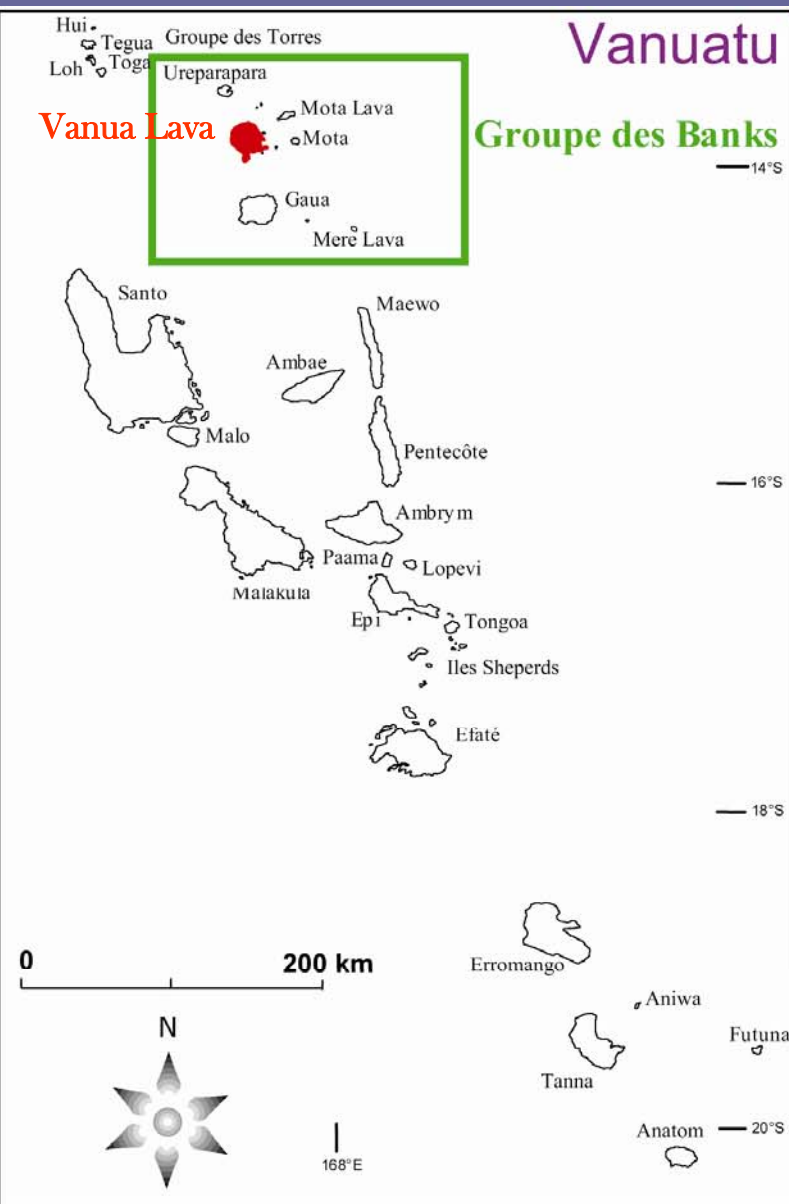 Vanuatu
Hui
Tegua
Groupe des Torres
Loh
Toga
Ureparapara
Mota Lava
Vanua Lava
Mota
Groupe des Banks
14°S
Gaua
Mere Lava
Santo
Maewo
Ambae
Malo
Pentecôte
16°S
Ambrym
Paama
Lopevi
Malakula
Epi
Tongoa
Iles Sheperds
Efaté
18°S
0
200 km
Erromango
Aniwa
N
Futuna
Tanna
Anatom
20°S
168°E